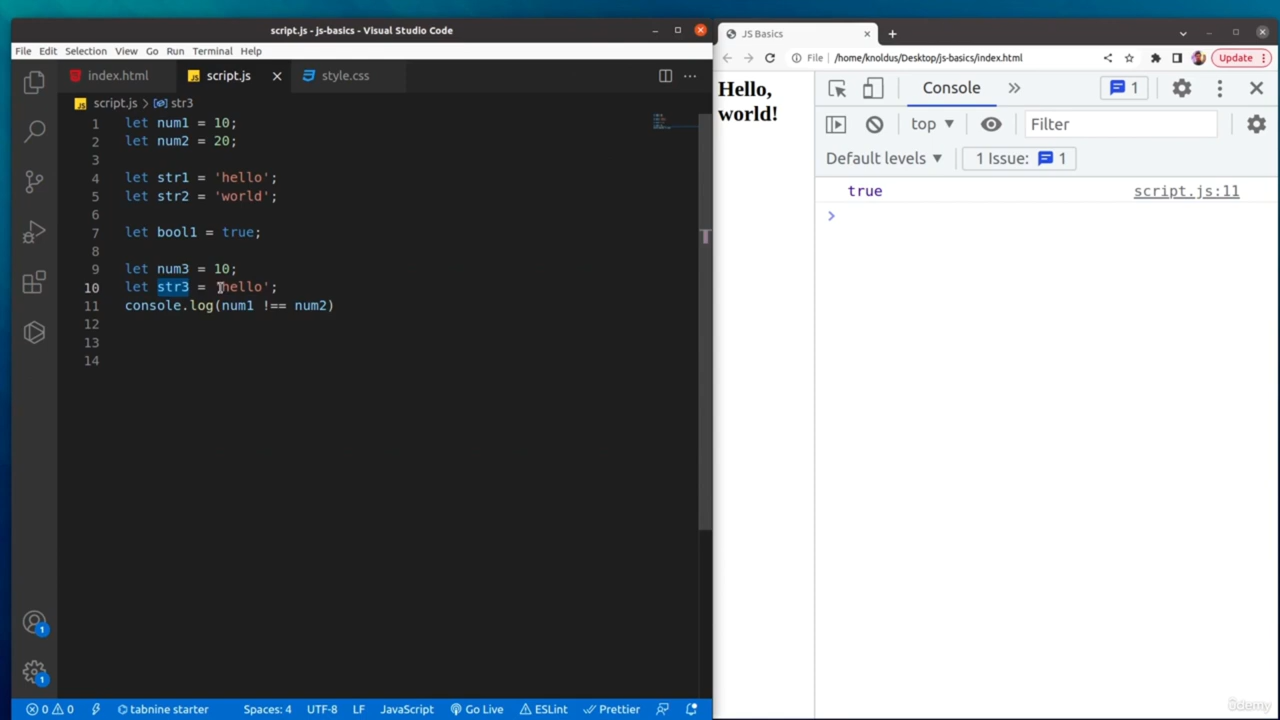 script.js - js-basics - Visual Studio Code
File Edit Selection View Go Run Terminal Help
index.html script.js style.css
script.js > str3
1 let num1 = 10;
2 let num2 = 20;
3
4 let str1 = 'hello';
5 let str2 = 'world';
6
7 let bool1 = true;
8
9 let num3 = 10;
10 let str3 = 'hello';
11 console.log(num1 !== num2)
12
13
14
1
1
0 0 tabnine starter Spaces: 4 UTF-8 LF JavaScript Go Live ESLint Prettier
JS Basics
File /home/knoldus/Desktop/js-basics/index.html Update
Hello,
world!
Console 1
top Filter
Default levels 1 Issue: 1
true script.js:11
ûdemy